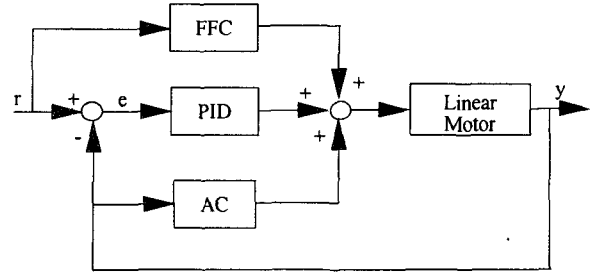 FFC
+
r
+
e
+
PID
+
Linear
Motor
y
-
+
AC